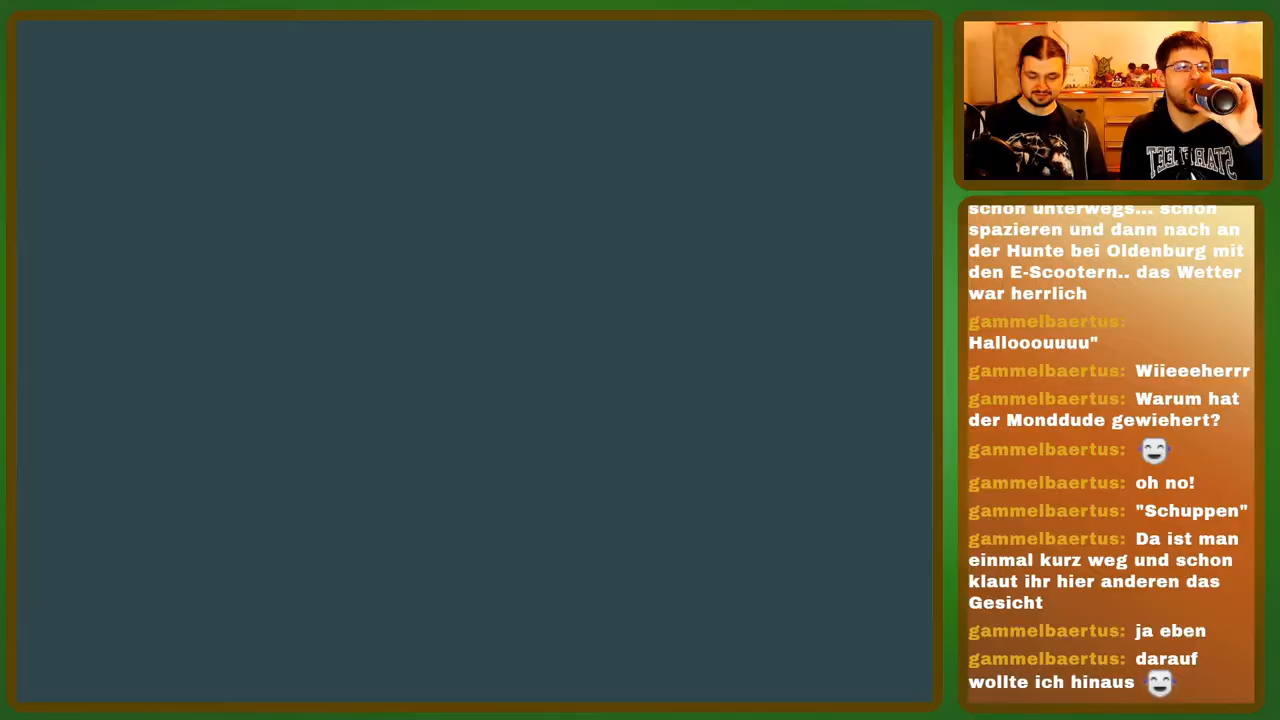 STARFLEET
schon unterwegs... schon
spazieren und dann nach an
der Hunte bei Oldenburg mit
den E-Scootern.. das Wetter
war herrlich
gammelbaertus:
Hallooouuuu"
gammelbaertus: Wiieeeherrr
gammelbaertus: Warum hat
der Monddude gewiehert?
gammelbaertus:
gammelbaertus: oh no!
gammelbaertus: "Schuppen"
gammelbaertus: Da ist man
einmal kurz weg und schon
klaut ihr hier anderen das
Gesicht
gammelbaertus: ja eben
gammelbaertus: darauf
wollte ich hinaus